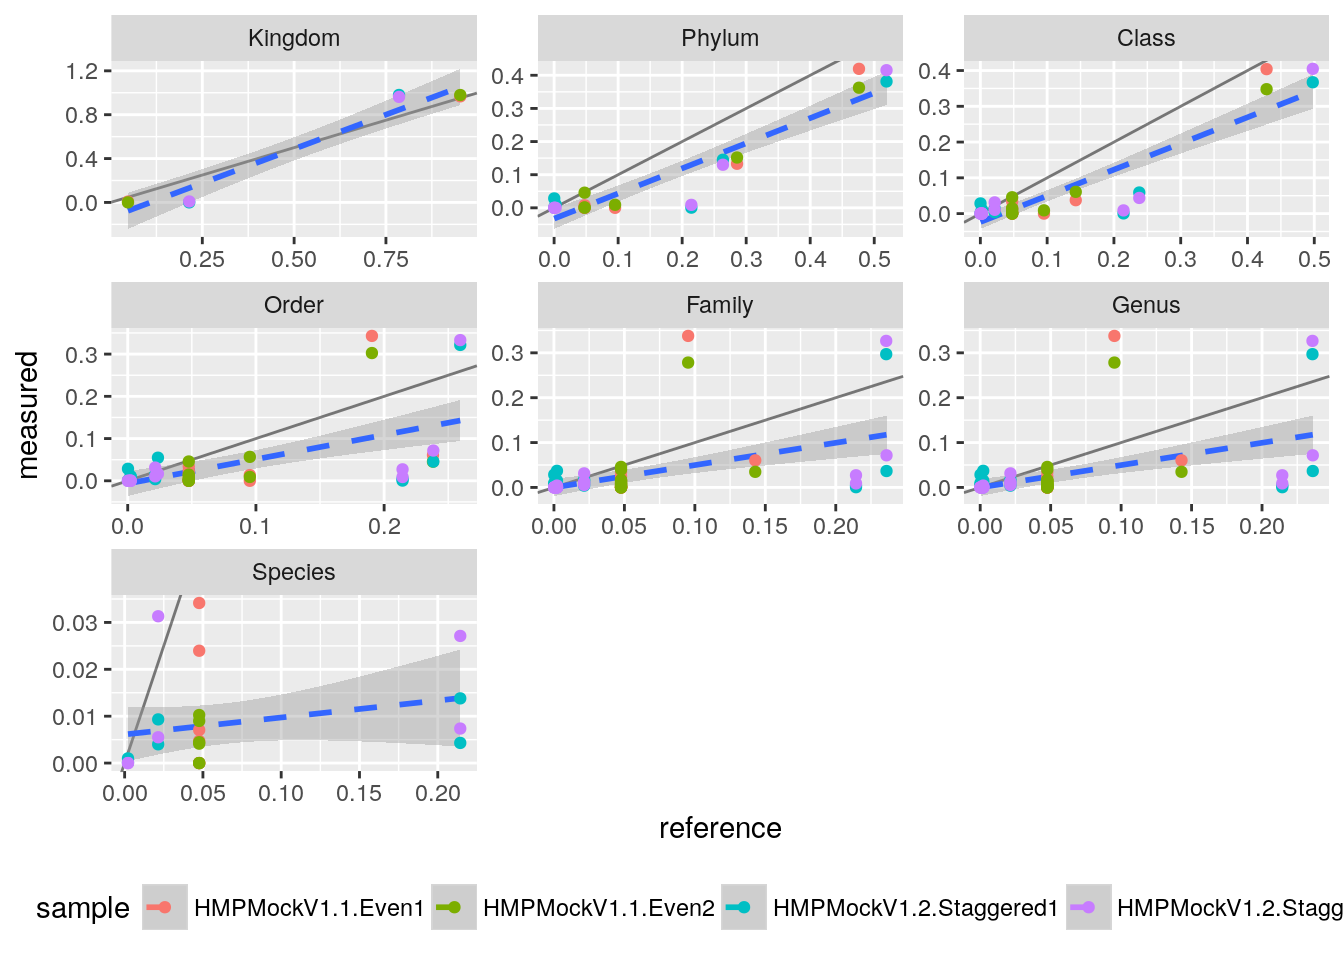 Kingdom Phylum Class
1.2
0.8
0.4
0.0
0.25 0.50 0.75
0.4
0.3
0.2
0.1
0.0
0.0 0.1 0.2 0.3 0.4 0.5
0.4
0.3
0.2
0.1
0.0
0.0 0.1 0.2 0.3 0.4 0.5
Order Family Genus
0.3
0.2
0.1
0.0
0.0 0.1 0.2
0.3
0.2
0.1
0.0
0.00 0.05 0.10 0.15 0.20
0.3
0.2
0.1
0.0
0.00 0.05 0.10 0.15 0.20
measured
Species
0.03
0.02
0.01
0.00
0.00 0.05 0.10 0.15 0.20
reference
sample HMPMockV1.1.Even1 HMPMockV1.1.Even2 HMPMockV1.2.Staggered1 HMPMockV1.2.Stagg